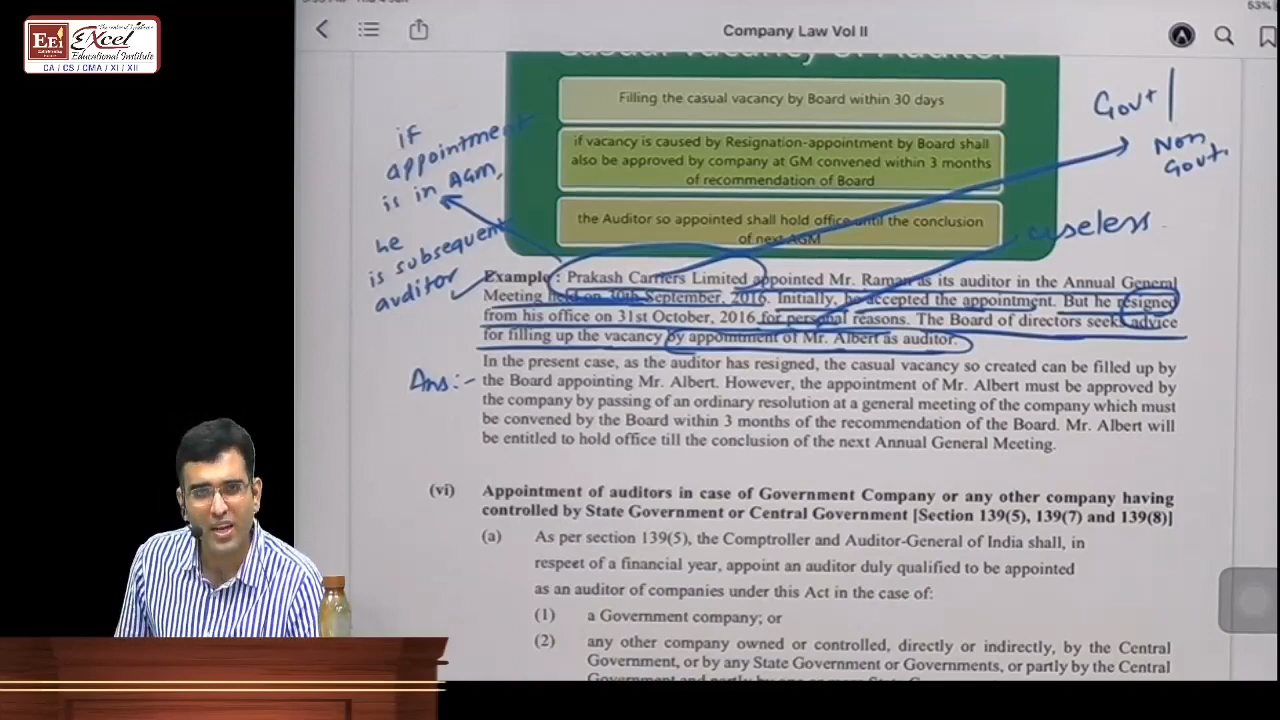 EEi
EXCEL
Educational Institute
CA / CS / CMA / XI / XII
53%
Company Law Vol II
Casual Vacancy of Auditor
Filling the casual vacancy by Board within 30 days
if vacancy is caused by Resignation-appointment by Board shall
also be approved by company at GM convened within 3 months
of recommendation of Board
the Auditor so appointed shall hold office until the conclusion
of next AGM
if
appointment
is in AGM,
he
is subsequent
auditor
Govt
Non
Govt.
useless
Example : Prakash Carriers Limited appointed Mr. Raman as its auditor in the Annual General
Meeting held on 30th September, 2016. Initially, he accepted the appointment. But he resigned
from his office on 31st October, 2016 for personal reasons. The Board of directors seeks advice
for filling up the vacancy by appointment of Mr. Albert as auditor.
Ans:-
In the present case, as the auditor has resigned, the casual vacancy so created can be filled up by
the Board appointing Mr. Albert. However, the appointment of Mr. Albert must be approved by
the company by passing of an ordinary resolution at a general meeting of the company which must
be convened by the Board within 3 months of the recommendation of the Board. Mr. Albert will
be entitled to hold office till the conclusion of the next Annual General Meeting.
(vi) Appointment of auditors in case of Government Company or any other company having
controlled by State Government or Central Government [Section 139(5), 139(7) and 139(8)]
(a) As per section 139(5), the Comptroller and Auditor-General of India shall, in
respect of a financial year, appoint an auditor duly qualified to be appointed
as an auditor of companies under this Act in the case of:
(1) a Government company; or
(2) any other company owned or controlled, directly or indirectly, by the Central
Government, or by any State Government or Governments, or partly by the Central